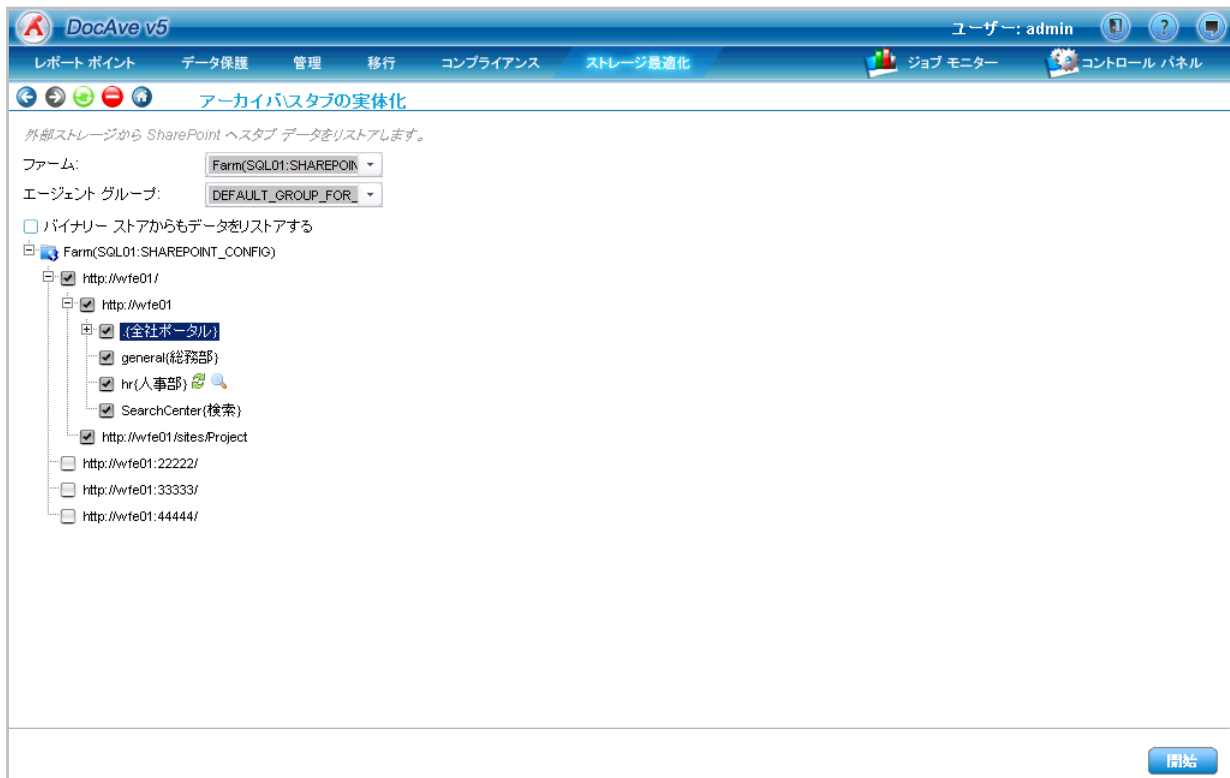 DocAve v5
ユーザー: admin
レポート ポイント データ保護 管理 移行 コンプライアンス ストレージ最適化 ジョブ モニター コントロール パネル
アーカイバ\スタブの実体化
外部ストレージから SharePoint へスタブ データをリストアします。
ファーム: Farm(SQL01:SHAREPOIN
エージェント グループ: DEFAULT_GROUP_FOR_
バイナリー ストアからもデータをリストアする
Farm(SQL01:SHAREPOINT_CONFIG)
http://wfe01/
http://wfe01
.{全社ポータル}
general{総務部}
hr{人事部}
SearchCenter{検索}
http://wfe01/sites/Project
http://wfe01:22222/
http://wfe01:33333/
http://wfe01:44444/
開始